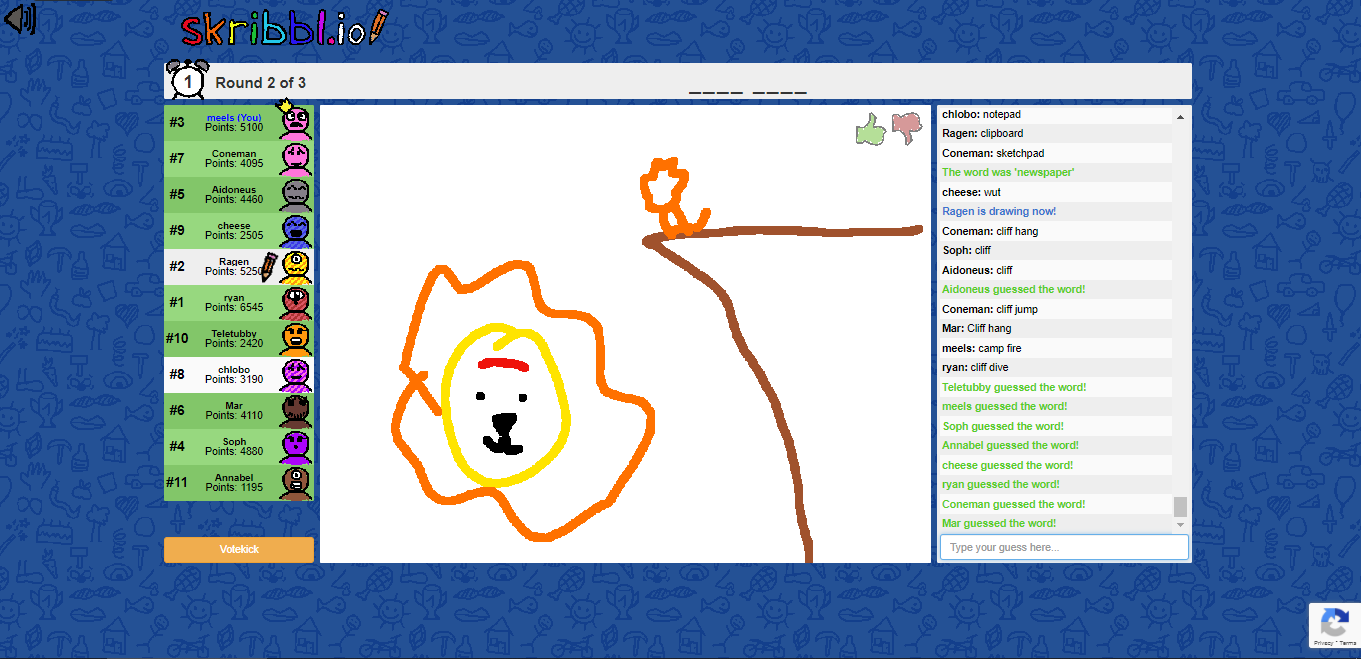 skribbl.io
1
Round 2 of 3
____ ____
#3 meels (You)
Points: 5100
#7 Coneman
Points: 4095
#5 Aidoneus
Points: 4460
#9 cheese
Points: 2505
#2 Ragen
Points: 5250
#1 ryan
Points: 6545
#10 Teletubby
Points: 2420
#8 chlobo
Points: 3190
#6 Mar
Points: 4110
#4 Soph
Points: 4880
#11 Annabel
Points: 1195
Votekick
chlobo: notepad
Ragen: clipboard
Coneman: sketchpad
The word was 'newspaper'
cheese: wut
Ragen is drawing now!
Coneman: cliff hang
Soph: cliff
Aidoneus: cliff
Aidoneus guessed the word!
Coneman: cliff jump
Mar: Cliff hang
meels: camp fire
ryan: cliff dive
Teletubby guessed the word!
meels guessed the word!
Soph guessed the word!
Annabel guessed the word!
cheese guessed the word!
ryan guessed the word!
Coneman guessed the word!
Mar guessed the word!
Type your guess here...
Privacy - Terms